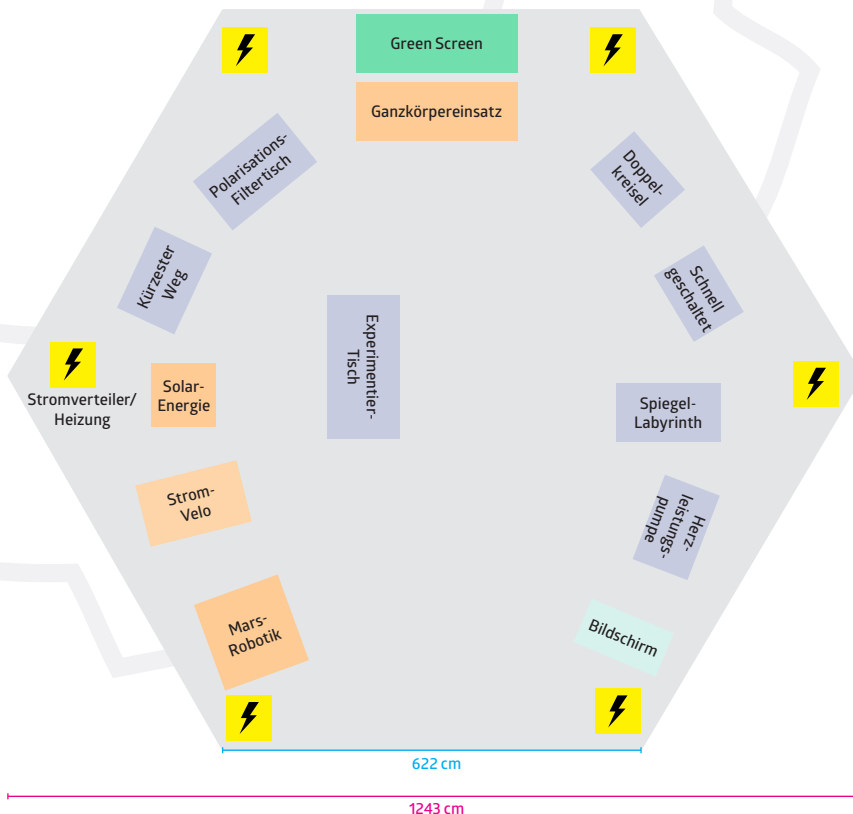 Green Screen
Ganzkörpereinsatz
Polarisations-
Filtertisch
Doppel-
kreisel
Kürzester
Weg
Schnell
geschaltet
Experimentier-
Tisch
Stromverteiler/
Heizung
Solar-
Energie
Spiegel-
Labyrinth
Strom-
Velo
Herz-
leistungs-
pumpe
Mars-
Robotik
Bildschirm
622 cm
1243 cm